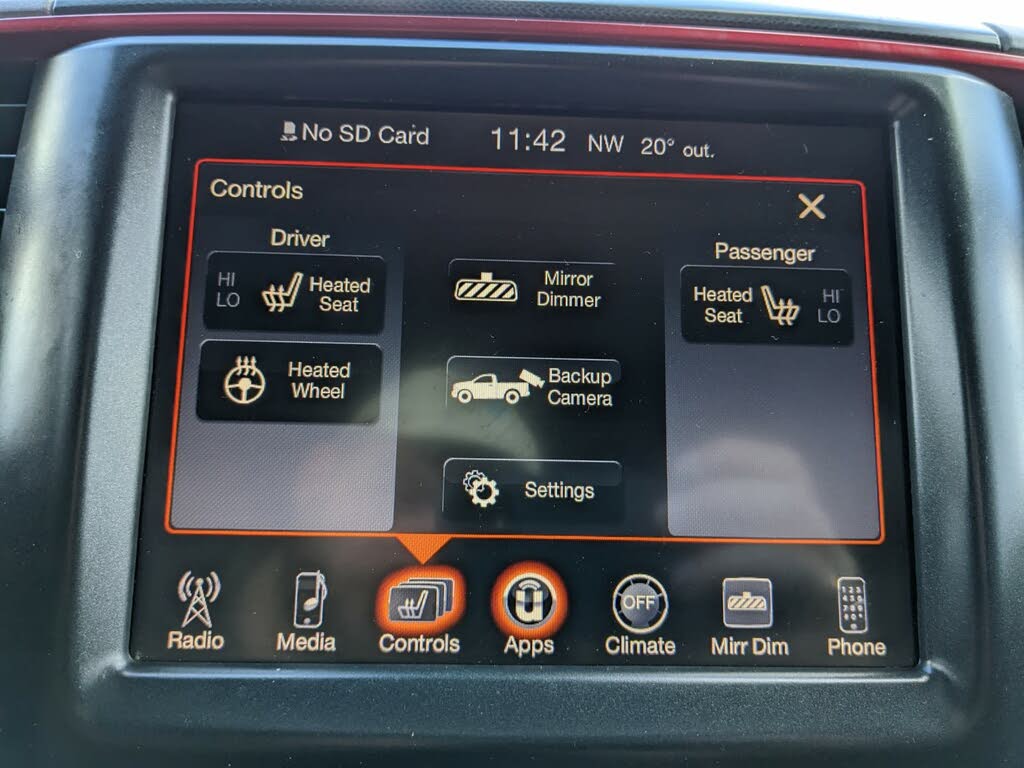 No SD Card 11:42 NW 20° out.
Controls
Driver
HI
LO
Heated
Seat
Heated
Wheel
Mirror
Dimmer
Backup
Camera
Settings
Passenger
Heated
Seat
HI
LO
Radio
Media
Controls
Apps
OFF
Climate
Mirr Dim
Phone